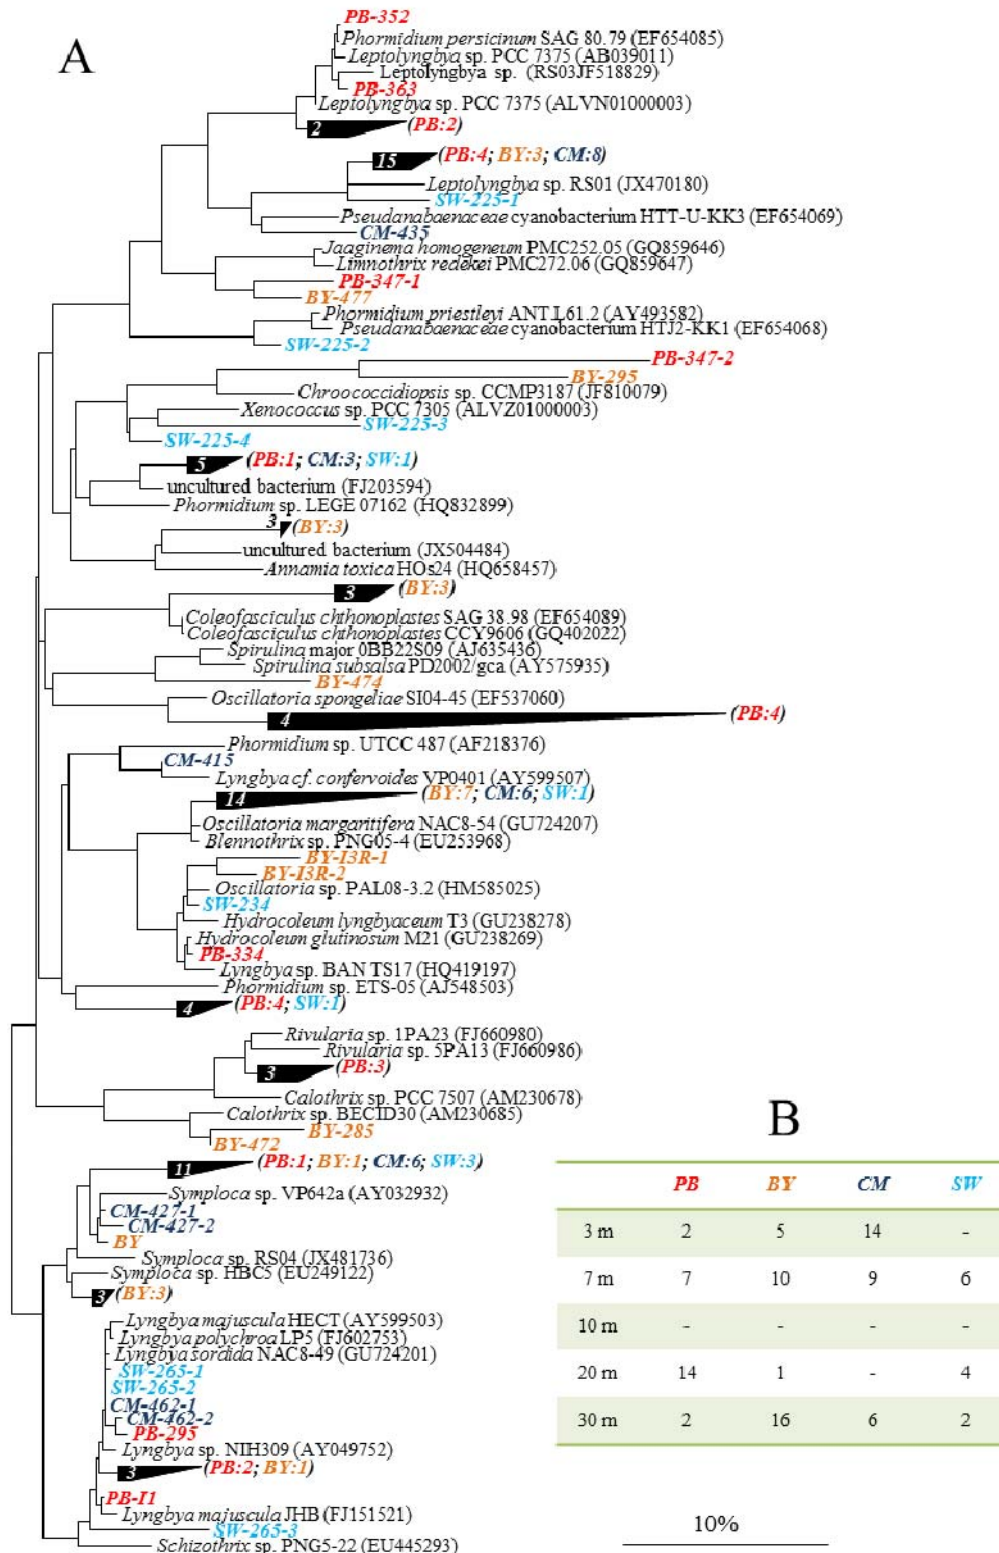 PB-352
A
Phormidium persicinum SAG 80.79 (EF654085)
Leptolyngbya sp. PCC 7375 (AB039011)
Leptolyngbya sp. (RS03JF518829)
PB-363
Leptolyngbya sp. PCC 7375 (ALVN01000003)
2 (PB:2)
15 (PB:4; BY:3; CM:8)
Leptolyngbya sp. RS01 (JX470180)
SW-225-1
Pseudanabaenaceae cyanobacterium HTT-U-KK3 (EF654069)
CM-435
Jaaginema homogeneum PMC252.05 (GQ859646)
Limnothrix redekei PMC272.06 (GQ859647)
PB-347-1
BY-477
Phormidium priestleyi ANT.L61.2 (AY493582)
Pseudanabaenaceae cyanobacterium HTJ2-KK1 (EF654068)
SW-225-2
PB-347-2
BY-295
Chroococcidiopsis sp. CCMP3187 (JF810079)
Xenococcus sp. PCC 7305 (ALVZ01000003)
SW-225-3
SW-225-4
5 (PB:1; CM:3; SW:1)
uncultured bacterium (FJ203594)
Phormidium sp. LEGE 07162 (HQ832899)
3 (BY:3)
uncultured bacterium (JX504484)
Annamia toxica HOs24 (HQ658457)
3 (BY:3)
Coleofasciculus chthonoplastes SAG 38.98 (EF654089)
Coleofasciculus chthonoplastes CCY9606 (GQ402022)
Spirulina major 0BB22S09 (AJ635436)
Spirulina subsalsa PD2002/gca (AY575935)
BY-474
Oscillatoria spongeliae SI04-45 (EF537060)
4 (PB:4)
Phormidium sp. UTCC 487 (AF218376)
CM-415
Lyngbya cf. confervoides VP0401 (AY599507)
14 (BY:7; CM:6; SW:1)
Oscillatoria margaritifera NAC8-54 (GU724207)
Blennothrix sp. PNG05-4 (EU253968)
BY-I3R-1
BY-I3R-2
Oscillatoria sp. PAL08-3.2 (HM585025)
SW-234
Hydrocoleum lyngbyaceum T3 (GU238278)
Hydrocoleum glutinosum M21 (GU238269)
PB-334
Lyngbya sp. BAN TS17 (HQ419197)
Phormidium sp. ETS-05 (AJ548503)
4 (PB:4; SW:1)
Rivularia sp. 1PA23 (FJ660980)
Rivularia sp. 5PA13 (FJ660986)
3 (PB:3)
Calothrix sp. PCC 7507 (AM230678)
Calothrix sp. BECID30 (AM230685)
BY-285
BY-472
11 (PB:1; BY:1; CM:6; SW:3)
Symploca sp. VP642a (AY032932)
CM-427-1
CM-427-2
BY
Symploca sp. RS04 (JX481736)
Symploca sp. HBC5 (EU249122)
3 (BY:3)
Lyngbya majuscula HECT (AY599503)
Lyngbya polychroa LP5 (FJ602753)
Lyngbya sordida NAC8-49 (GU724201)
SW-265-1
SW-265-2
CM-462-1
CM-462-2
PB-295
Lyngbya sp. NIH309 (AY049752)
3 (PB:2; BY:1)
PB-I1
Lyngbya majuscula JHB (FJ151521)
SW-265-3
Schizothrix sp. PNG5-22 (EU445293)
10%
B
PB BY CM SW
3 m 2 5 14 -
7 m 7 10 9 6
10 m - - - -
20 m 14 1 - 4
30 m 2 16 6 2